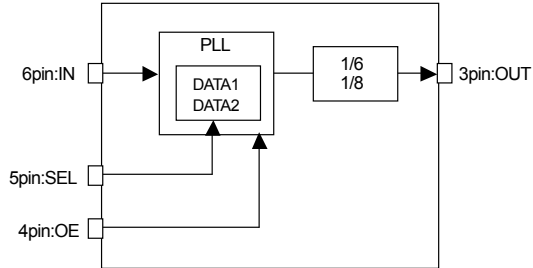 PLL
6pin:IN
DATA1
DATA2
1/6
1/8
3pin:OUT
5pin:SEL
4pin:OE